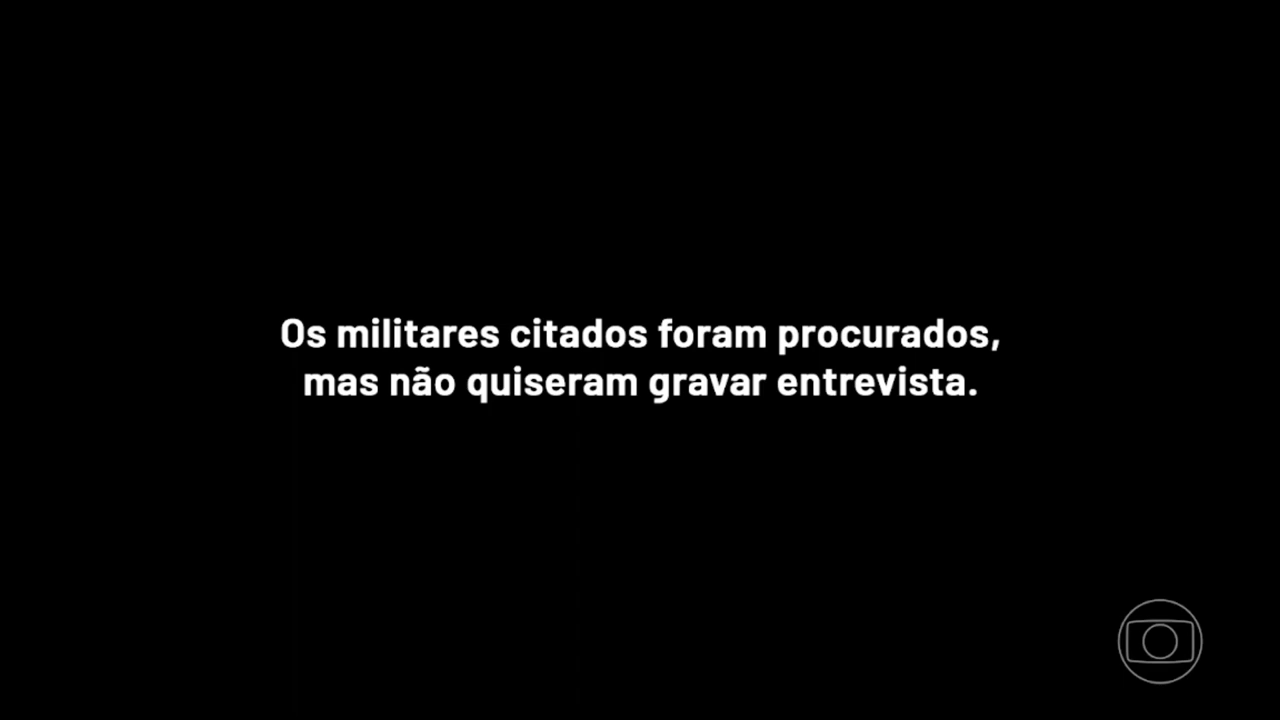 Os militares citados foram procurados,
mas não quiseram gravar entrevista.